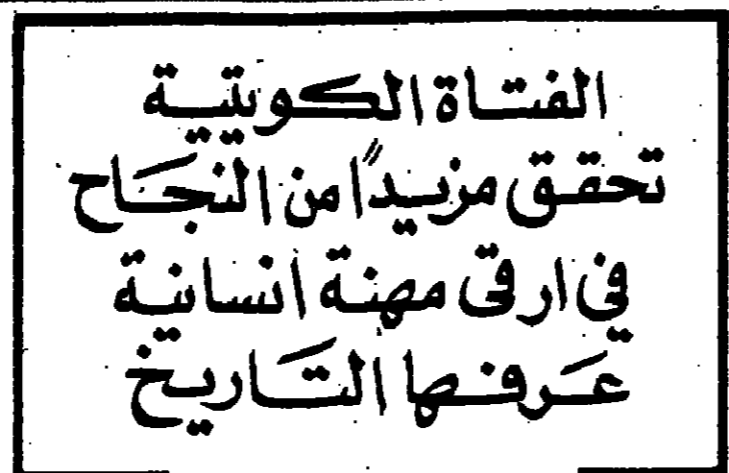 الفتاة الكويتية
تحقق مزيداً من النجاح
في ارقى مهنة انسانية
عرفها التاريخ